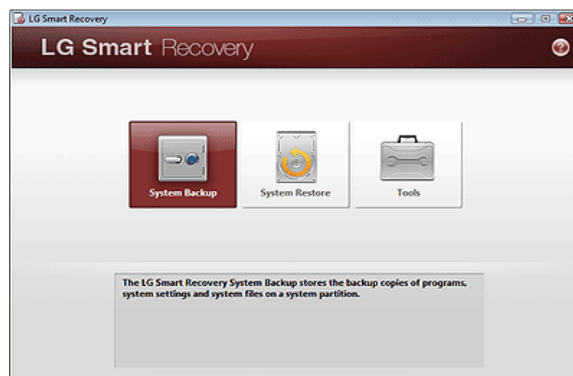 LG Smart Recovery
LG Smart Recovery
System Backup
System Restore
Tools
The LG Smart Recovery System Backup stores the backup copies of programs,
system settings and system files on a system partition.